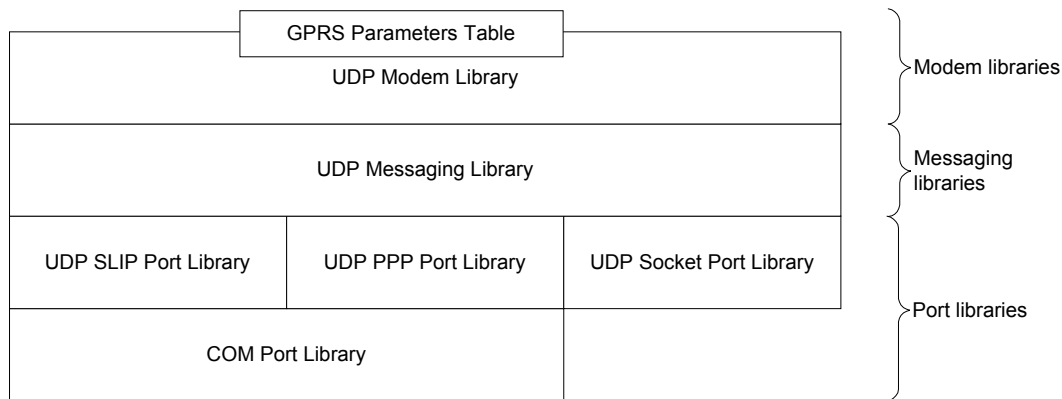 GPRS Parameters Table
UDP Modem Library
Modem libraries
UDP Messaging Library
Messaging
libraries
UDP SLIP Port Library
UDP PPP Port Library
UDP Socket Port Library
Port libraries
COM Port Library